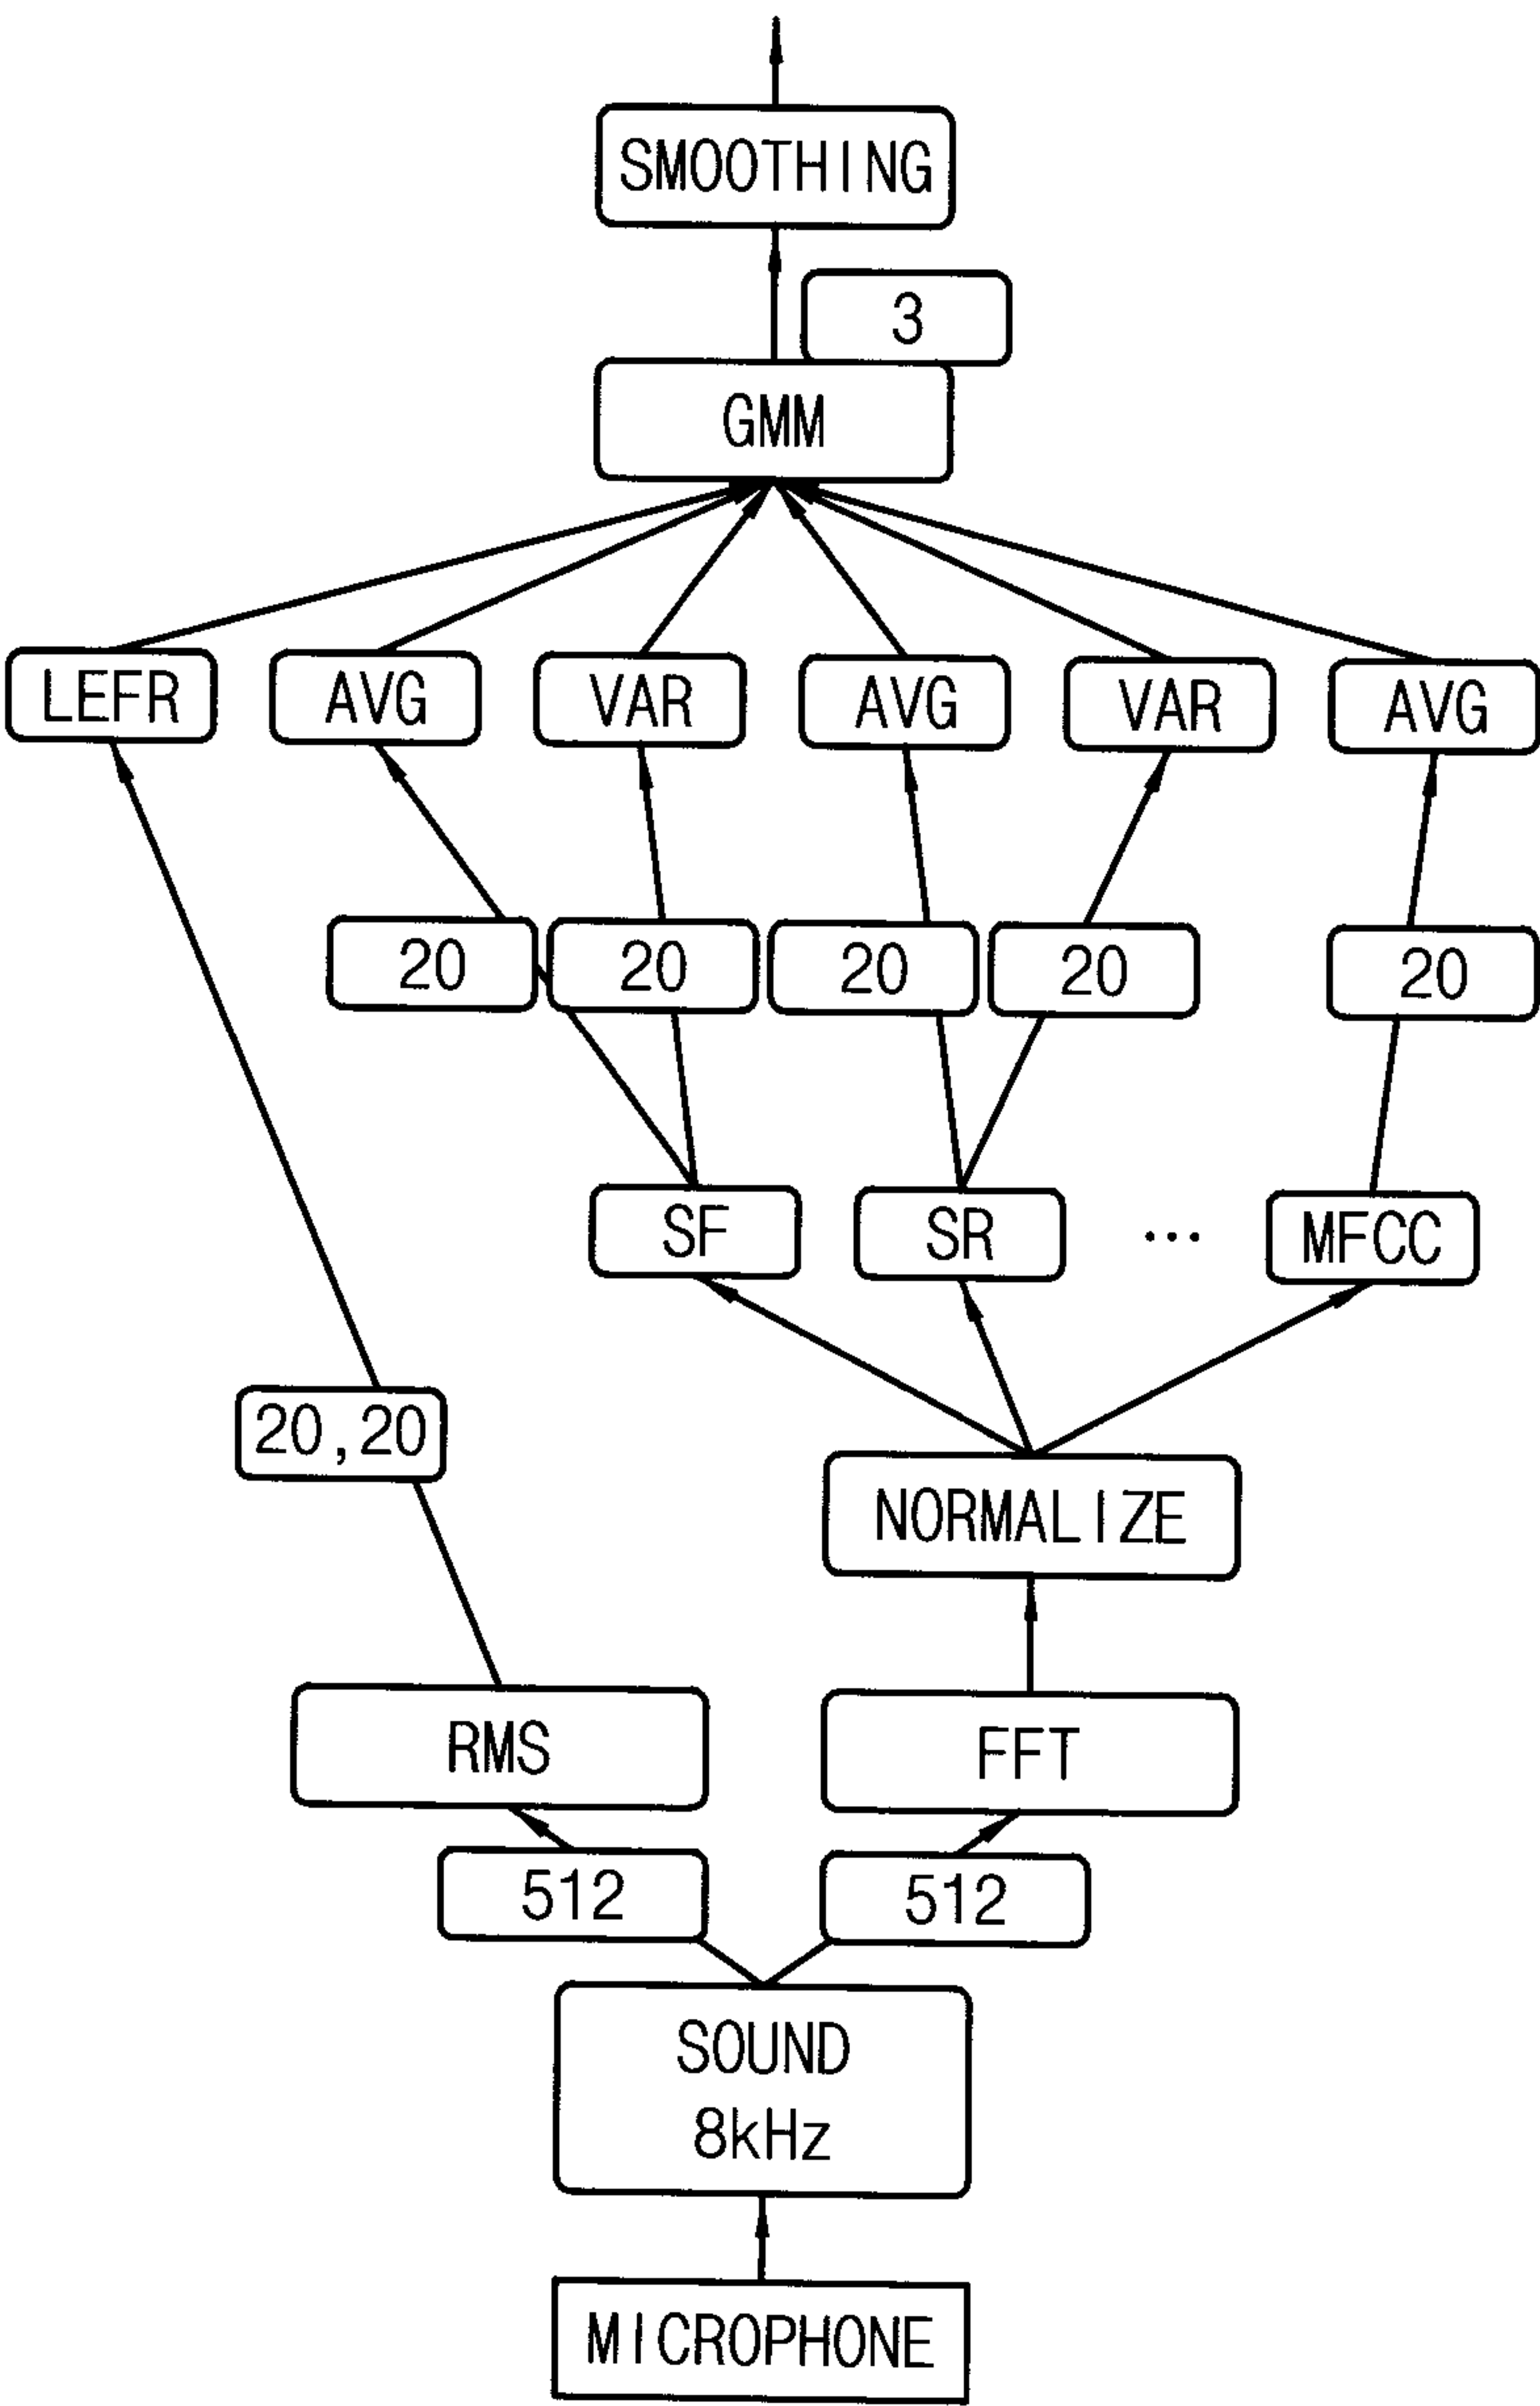 SMOOTHING
3
GMM
LEFR AVG VAR AVG VAR AVG
20 20 20 20 20
SF SR ... MFCC
20,20
NORMALIZE
RMS FFT
512 512
SOUND
8kHz
MICROPHONE